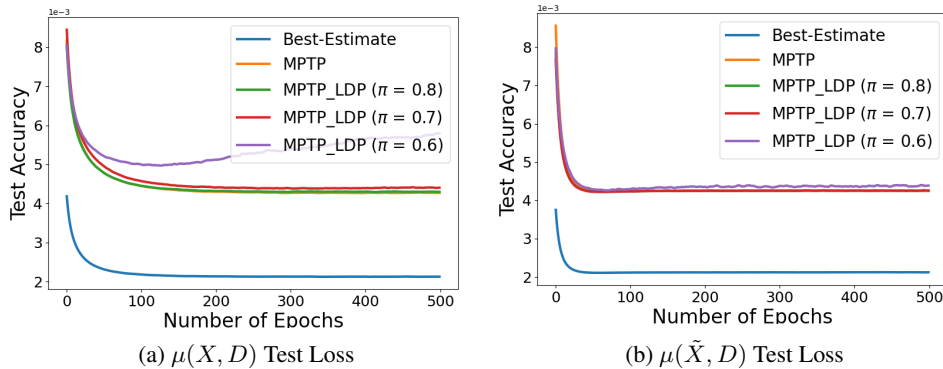 1e−3
8
7
6
5
4
3
2
Test Accuracy
Best-Estimate
MPTP
MPTP_LDP (π = 0.8)
MPTP_LDP (π = 0.7)
MPTP_LDP (π = 0.6)
0 100 200 300 400 500
Number of Epochs
(a) μ(X, D) Test Loss
1e−3
8
7
6
5
4
3
2
Test Accuracy
Best-Estimate
MPTP
MPTP_LDP (π = 0.8)
MPTP_LDP (π = 0.7)
MPTP_LDP (π = 0.6)
0 100 200 300 400 500
Number of Epochs
(b) μ(X̃, D) Test Loss